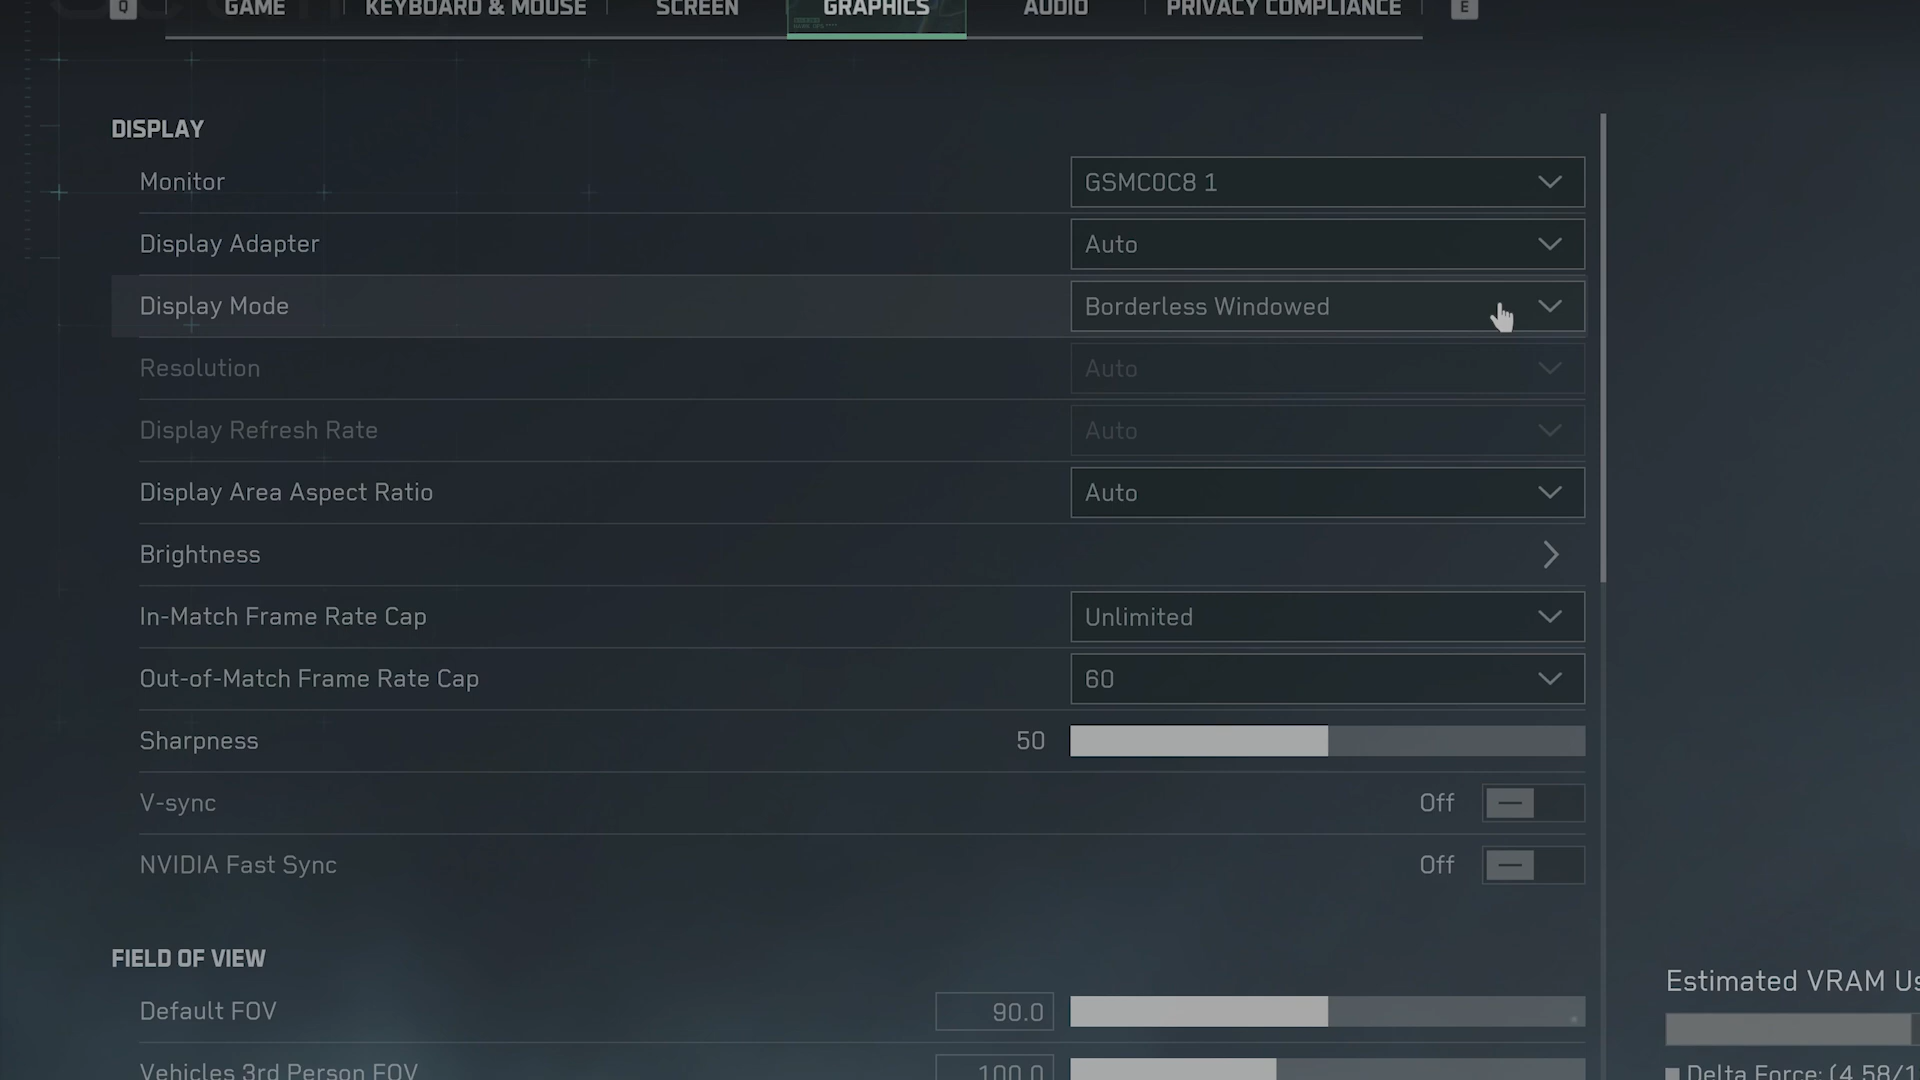 Q GAME KEYBOARD & MOUSE SCREEN GRAPHICS AUDIO PRIVACY COMPLIANCE E
DISPLAY
Monitor GSMC0C8 1
Display Adapter Auto
Display Mode Borderless Windowed
Resolution Auto
Display Refresh Rate Auto
Display Area Aspect Ratio Auto
Brightness
In-Match Frame Rate Cap Unlimited
Out-of-Match Frame Rate Cap 60
Sharpness 50
V-sync Off
NVIDIA Fast Sync Off
FIELD OF VIEW
Default FOV 90.0
Vehicles 3rd Person FOV 100.0
Estimated VRAM Us
Delta Force: (4.58/1